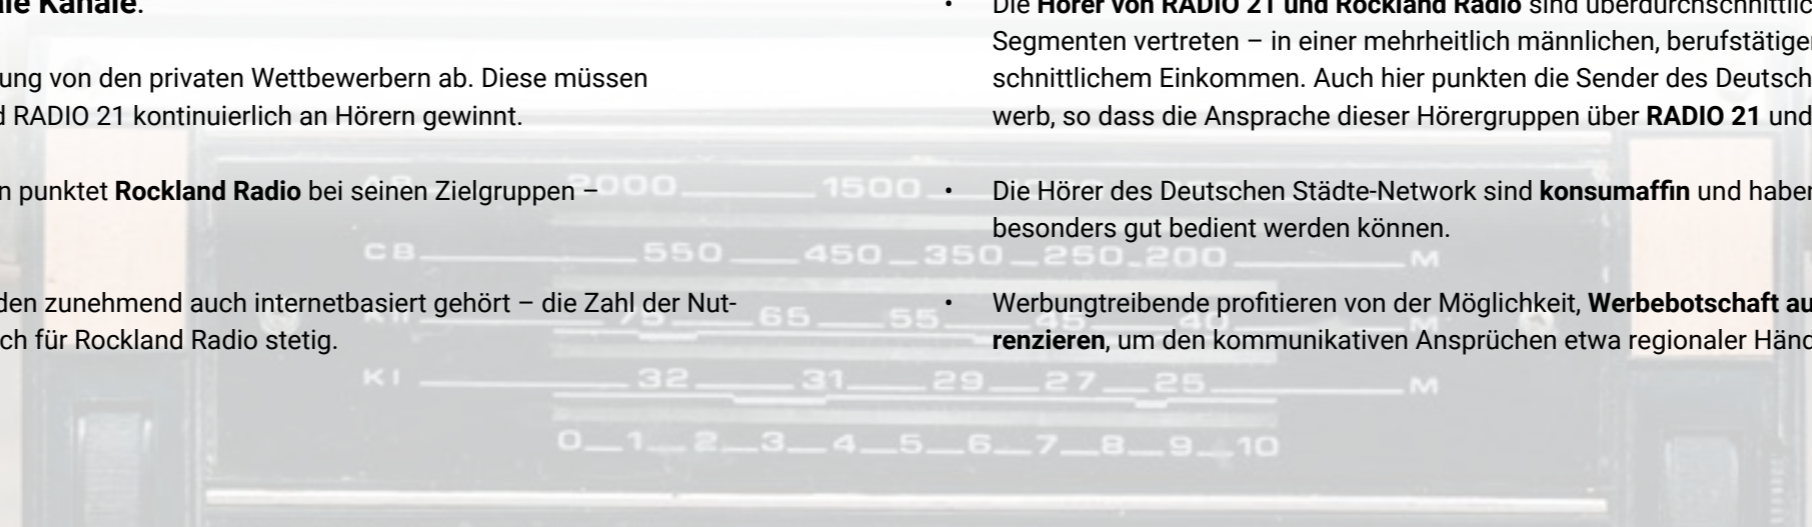 ale Kanäle.
ung von den privaten Wettbewerbern ab. Diese müssen
d RADIO 21 kontinuierlich an Hörern gewinnt.
n punktet Rockland Radio bei seinen Zielgruppen –
den zunehmend auch internetbasiert gehört – die Zahl der Nut-
ch für Rockland Radio stetig.
• Die Hörer von RADIO 21 und Rockland Radio sind überdurchschnittlic
Segmenten vertreten – in einer mehrheitlich männlichen, berufstätige
schnittlichem Einkommen. Auch hier punkten die Sender des Deutsch
werb, so dass die Ansprache dieser Hörergruppen über RADIO 21 und
• Die Hörer des Deutschen Städte-Network sind konsumaffin und haben
besonders gut bedient werden können.
• Werbungtreibende profitieren von der Möglichkeit, Werbebotschaft au
renzieren, um den kommunikativen Ansprüchen etwa regionaler Händ
2000 1500
CB 550 450 350 250 200 M
75 65 55 45 40 M
KI 32 31 29 27 25 M
0 1 2 3 4 5 6 7 8 9 10